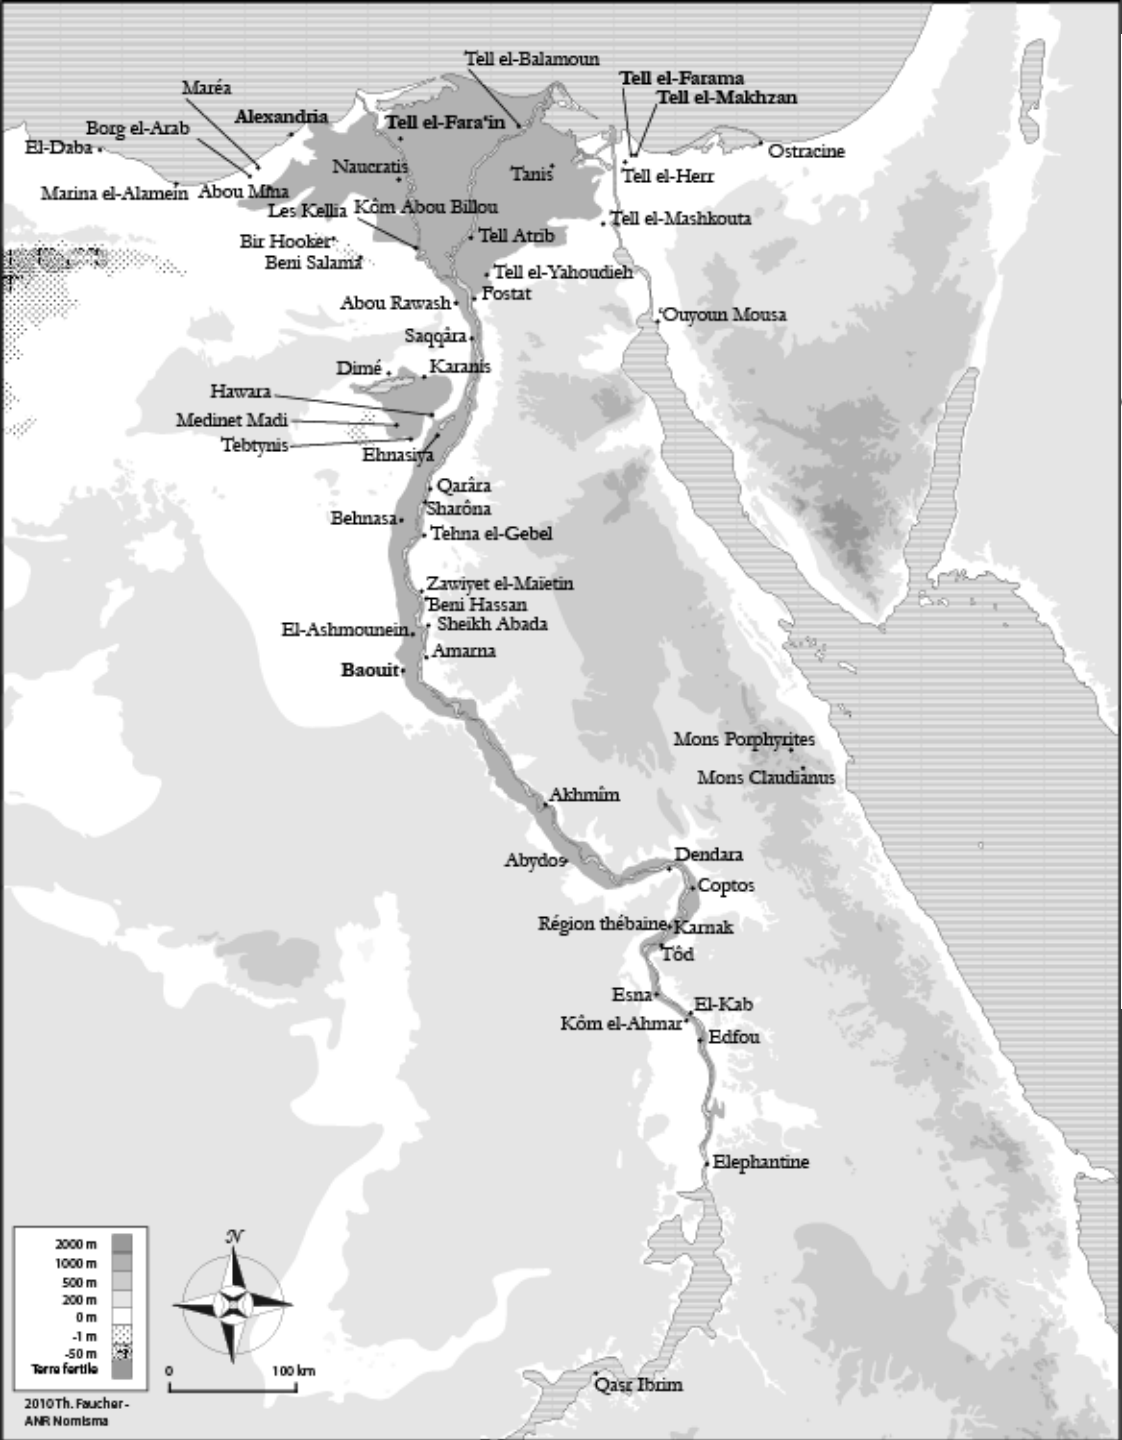 Tell el-Balamoun
Tell el-Farama
Maréa
Tell el-Makhzan
Alexandria
Borg el-Arab
Tell el-Fara'in
El-Daba
Ostracine
Naucratis
Tanis
Tell el-Herr
Marina el-Alamein
Abou Mina
Les Kellia
Kôm Abou Billou
Tell el-Mashkouta
Bir Hooker
Tell Atrib
Beni Salama
Tell el-Yahoudieh
Abou Rawash
Fostat
'Ouyoun Mousa
Saqqâra
Dimé
Karanis
Hawara
Medinet Madi
Tebtynis
Ehnasiya
Qarâra
Sharôna
Behnasa
Tehna el-Gebel
Zawiyet el-Maïetin
Beni Hassan
Sheikh Abada
El-Ashmounein
Amarna
Baouit
Mons Porphyrites
Mons Claudianus
Akhmîm
Abydos
Dendara
Coptos
Région thébaine
Karnak
Tôd
Esna
El-Kab
Kôm el-Ahmar
Edfou
Elephantine
Qasr Ibrim
N
2000 m
1000 m
500 m
200 m
0 m
-1 m
-50 m
Terre fertile
0 100 km
2010 Th. Faucher -
ANR Nomisma